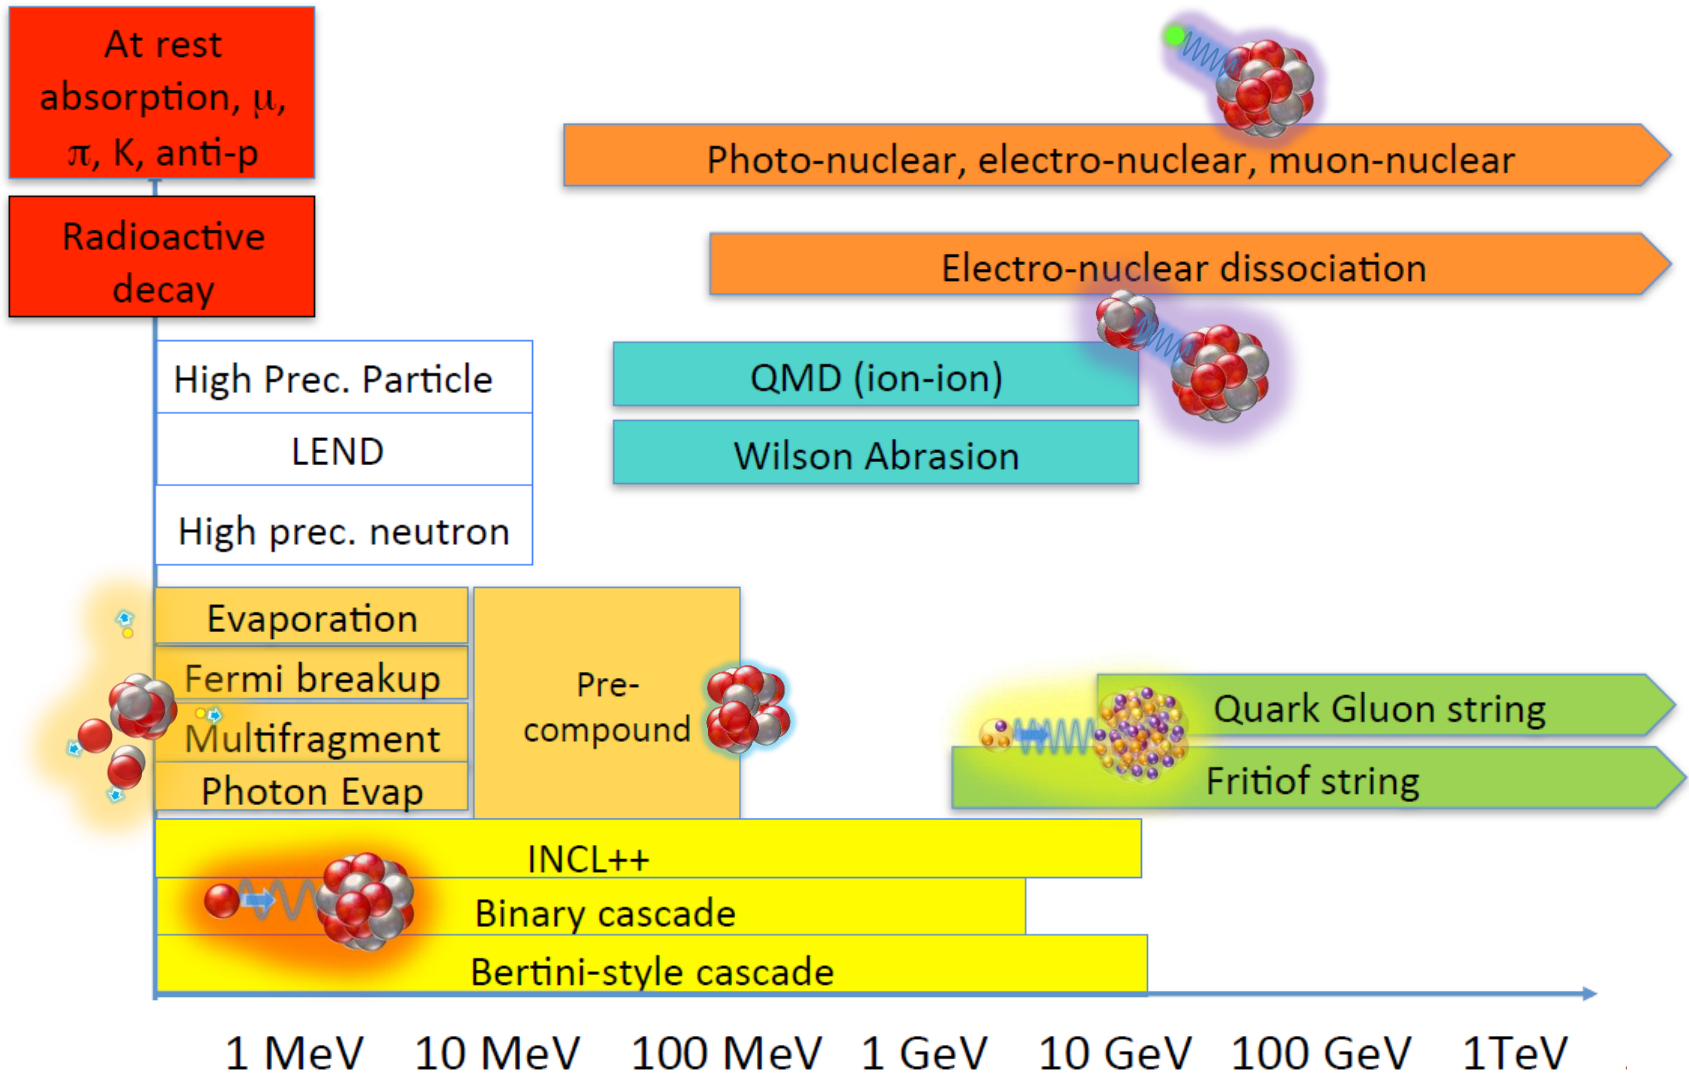 At rest
absorption, μ,
π, K, anti-p
Photo-nuclear, electro-nuclear, muon-nuclear
Radioactive
decay
Electro-nuclear dissociation
High Prec. Particle
QMD (ion-ion)
LEND
Wilson Abrasion
High prec. neutron
Evaporation
Fermi breakup
Multifragment
Photon Evap
Pre-
compound
Quark Gluon string
Fritiof string
INCL++
Binary cascade
Bertini-style cascade
1 MeV 10 MeV 100 MeV 1 GeV 10 GeV 100 GeV 1TeV